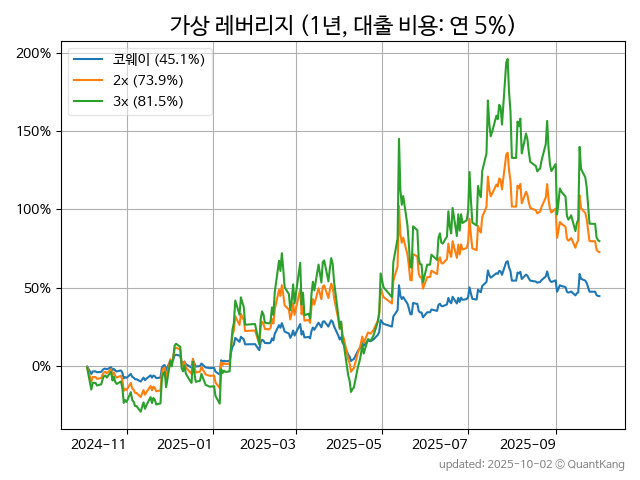 가상 레버리지 (1년, 대출 비용: 연 5%)
코웨이 (45.1%)
2x (73.9%)
3x (81.5%)
200%
150%
100%
50%
0%
2024-11
2025-01
2025-03
2025-05
2025-07
2025-09
updated: 2025-10-02 © QuantKang